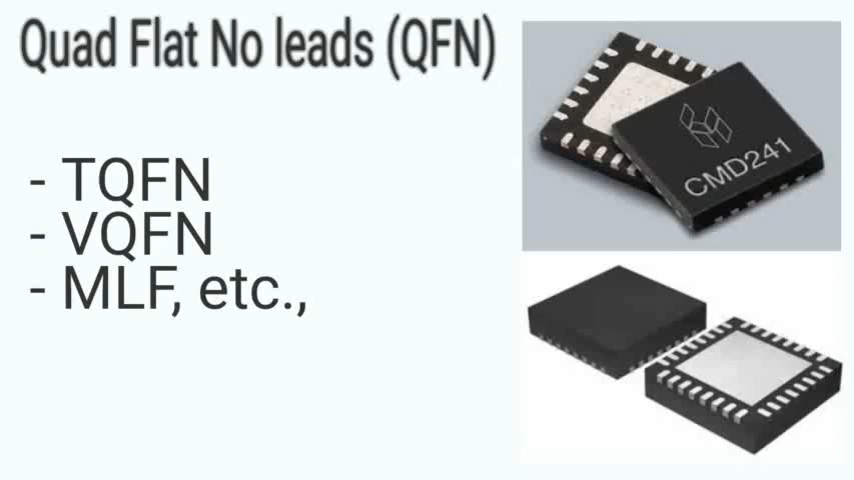 Quad Flat No leads (QFN)
- TQFN
- VQFN
- MLF, etc.,
CMD241